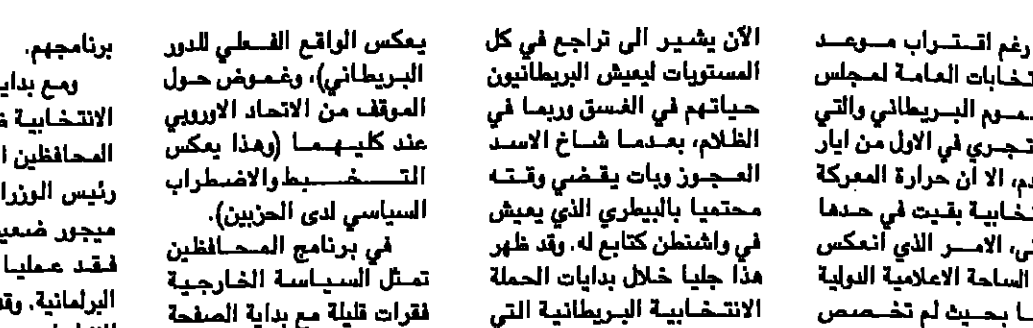 رغم اقتراب موعد
تخابات العامة لمجلس
موم البريطاني والتي
تجري في الاول من ايار
دم، الا ان حرارة المعركة
تخابية بقيت في حدها
نى، الامر الذي انعكس
الساحة الاعلامية الدولية
ا بحيث لم تخصص
الآن يشير الى تراجع في كل
المستويات ليعيش البريطانيون
حياتهم في الغسق وربما في
الظلام، بعدما شاخ الاسد
العجوز وبات يقضي وقته
محتميا بالبيطري الذي يعيش
في واشنطن كتابع له. وقد ظهر
هذا جليا خلال بدايات الحملة
الانتخابية البريطانية التي
يعكس الواقع الفعلي للدور
البريطاني)، وغموض حول
الموقف من الاتحاد الاوروبي
عند كليهما (وهذا يعكس
التخبط والاضطراب
السياسي لدى الحزبين).
في برنامج المحافظين
تمثل السياسة الخارجية
فقرات قليلة مع بداية الصفحة
برنامجهم.
ومع بداية
الانتخابية
المحافظين
رئيس الوزرا
ميجور ضعي
فقد عمليا
البرلمانية. وقد